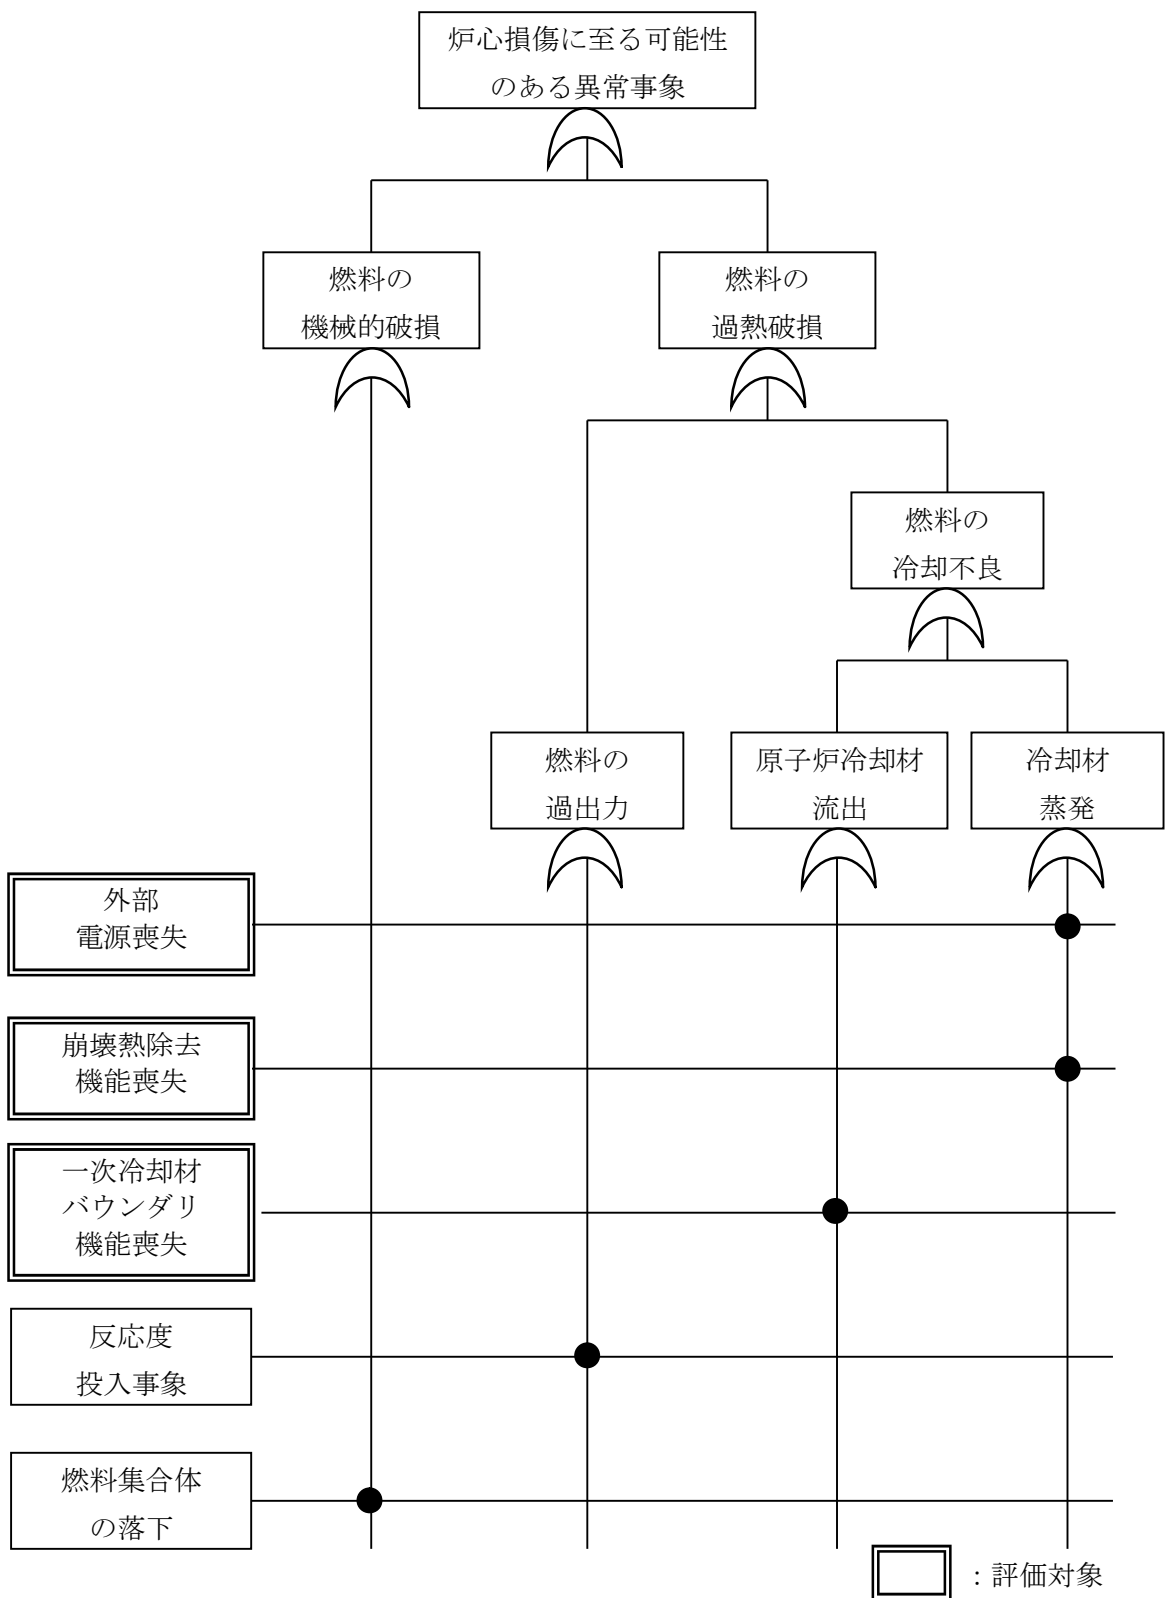 炉心損傷に至る可能性
のある異常事象
燃料の
機械的破損
燃料の
過熱破損
燃料の
冷却不良
燃料の
過出力
原子炉冷却材
流出
冷却材
蒸発
外部
電源喪失
崩壊熱除去
機能喪失
一次冷却材
バウンダリ
機能喪失
反応度
投入事象
燃料集合体
の落下
:評価対象